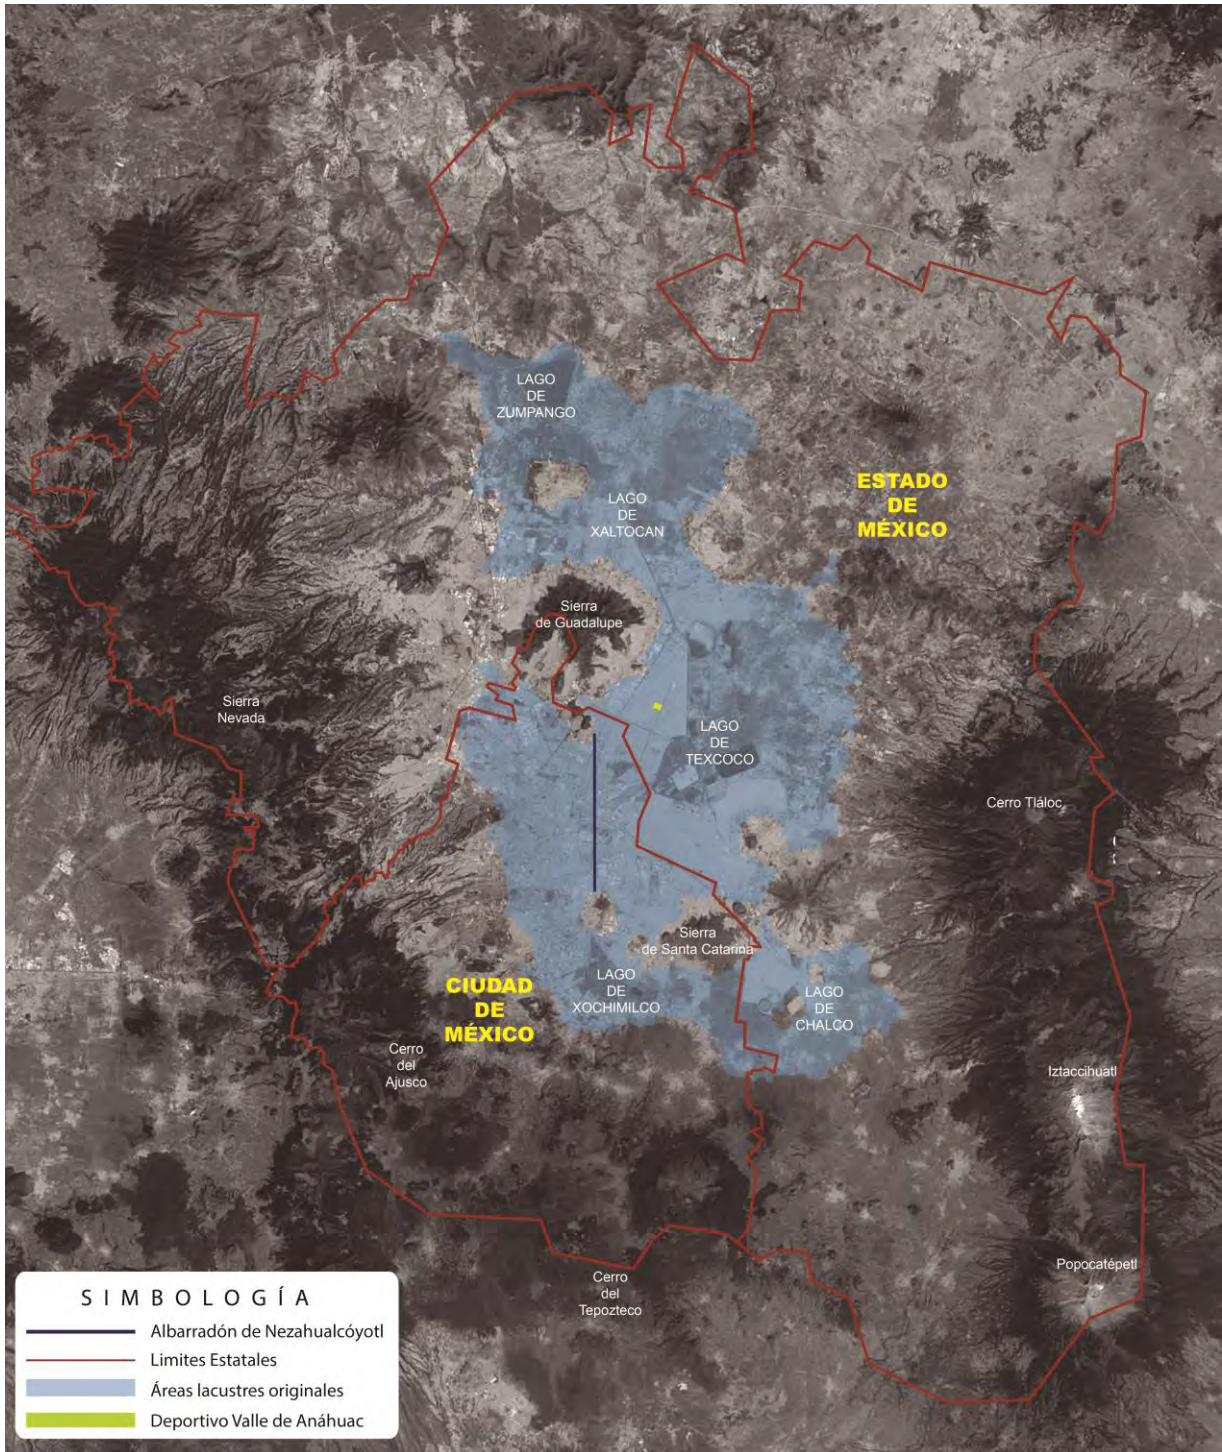 LAGO
DE
ZUMPANGO
LAGO
DE
XALTOCAN
ESTADO
DE
MÉXICO
Sierra
de Guadalupe
Sierra
Nevada
LAGO
DE
TEXCOCO
Cerro Tláloc
Sierra
de Santa Catarina
CIUDAD
DE
MÉXICO
LAGO
DE
XOCHIMILCO
LAGO
DE
CHALCO
Cerro
del
Ajusco
Iztaccihuatl
Popocatépetl
Cerro
del
Tepozteco
SIMBOLOGÍA
Albarradón de Nezahualcóyotl
Limites Estatales
Áreas lacustres originales
Deportivo Valle de Anáhuac